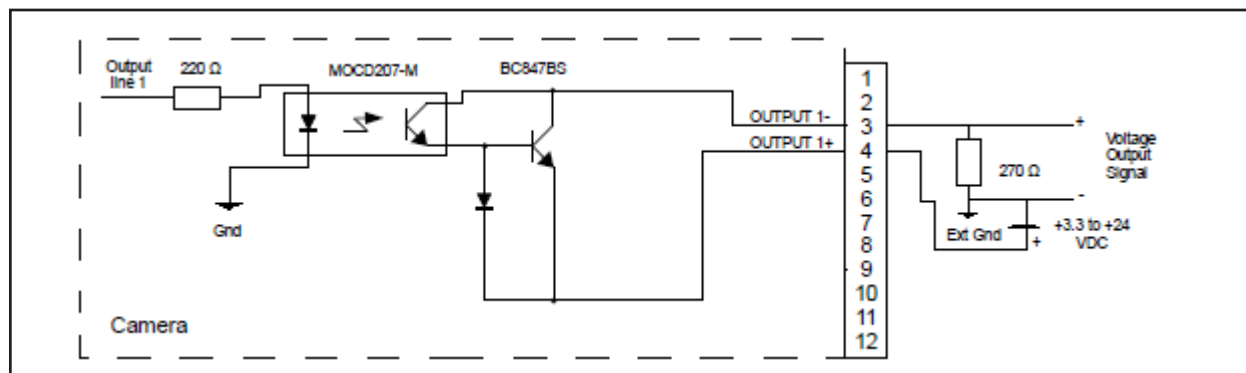 Output
line 1
220 Ω
MOCD207-M
BC847BS
Gnd
Camera
OUTPUT 1-
OUTPUT 1+
1
2
3
4
5
6
7
8
9
10
11
12
+
Voltage
Output
Signal
270 Ω
-
Ext Gnd
+3.3 to +24
VDC
+